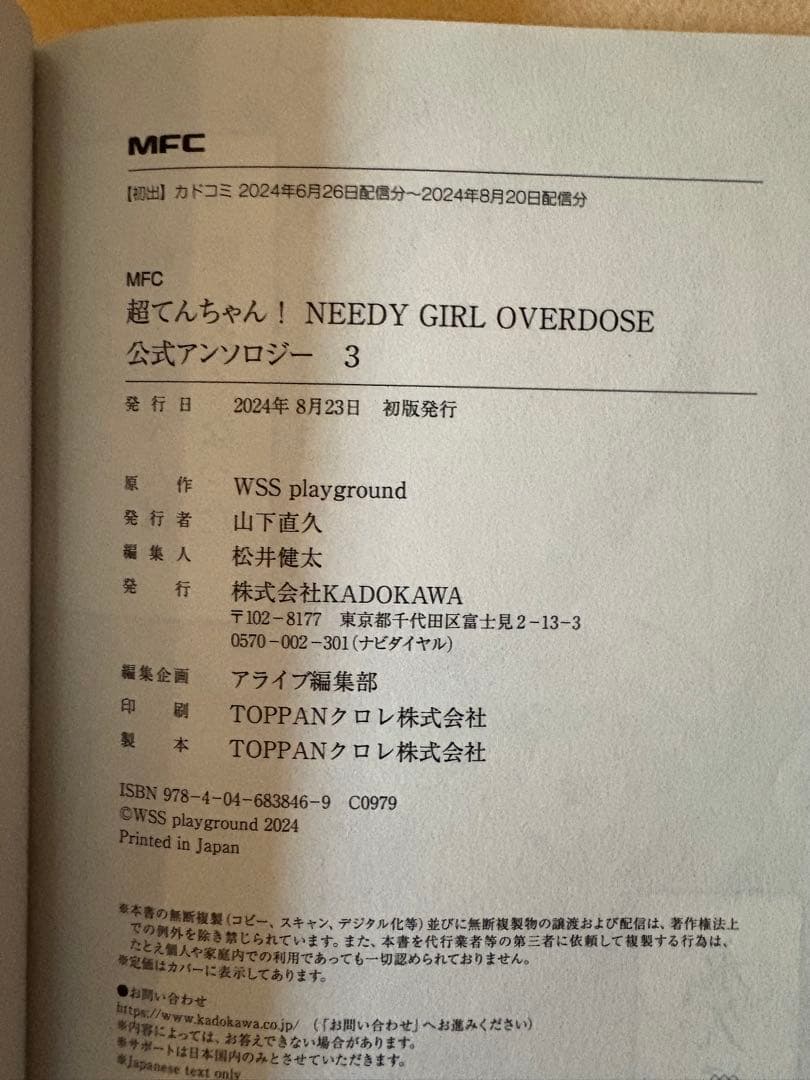 MFC
【初出】カドコミ 2024年6月26日配信分～2024年8月20日配信分
MFC
超てんちゃん！ NEEDY GIRL OVERDOSE
公式アンソロジー 3
発行日 2024年 8月23日 初版発行
原作 WSS playground
発行者 山下直久
編集人 松井健太
発行 株式会社KADOKAWA
〒102-8177 東京都千代田区富士見2-13-3
0570-002-301（ナビダイヤル）
編集企画 アライブ編集部
印刷 TOPPANクロレ株式会社
製本 TOPPANクロレ株式会社
ISBN 978-4-04-683846-9 C0979
©WSS playground 2024
Printed in Japan
※本書の無断複製（コピー、スキャン、デジタル化等）並びに無断複製物の譲渡および配信は、著作権法上
での例外を除き禁じられています。また、本書を代行業者等の第三者に依頼して複製する行為は、
たとえ個人や家庭内での利用であっても一切認められておりません。
※定価はカバーに表示してあります。
●お問い合わせ
https://www.kadokawa.co.jp/ （「お問い合わせ」へお進みください）
※内容によっては、お答えできない場合があります。
※サポートは日本国内のみとさせていただきます。
※Japanese text only